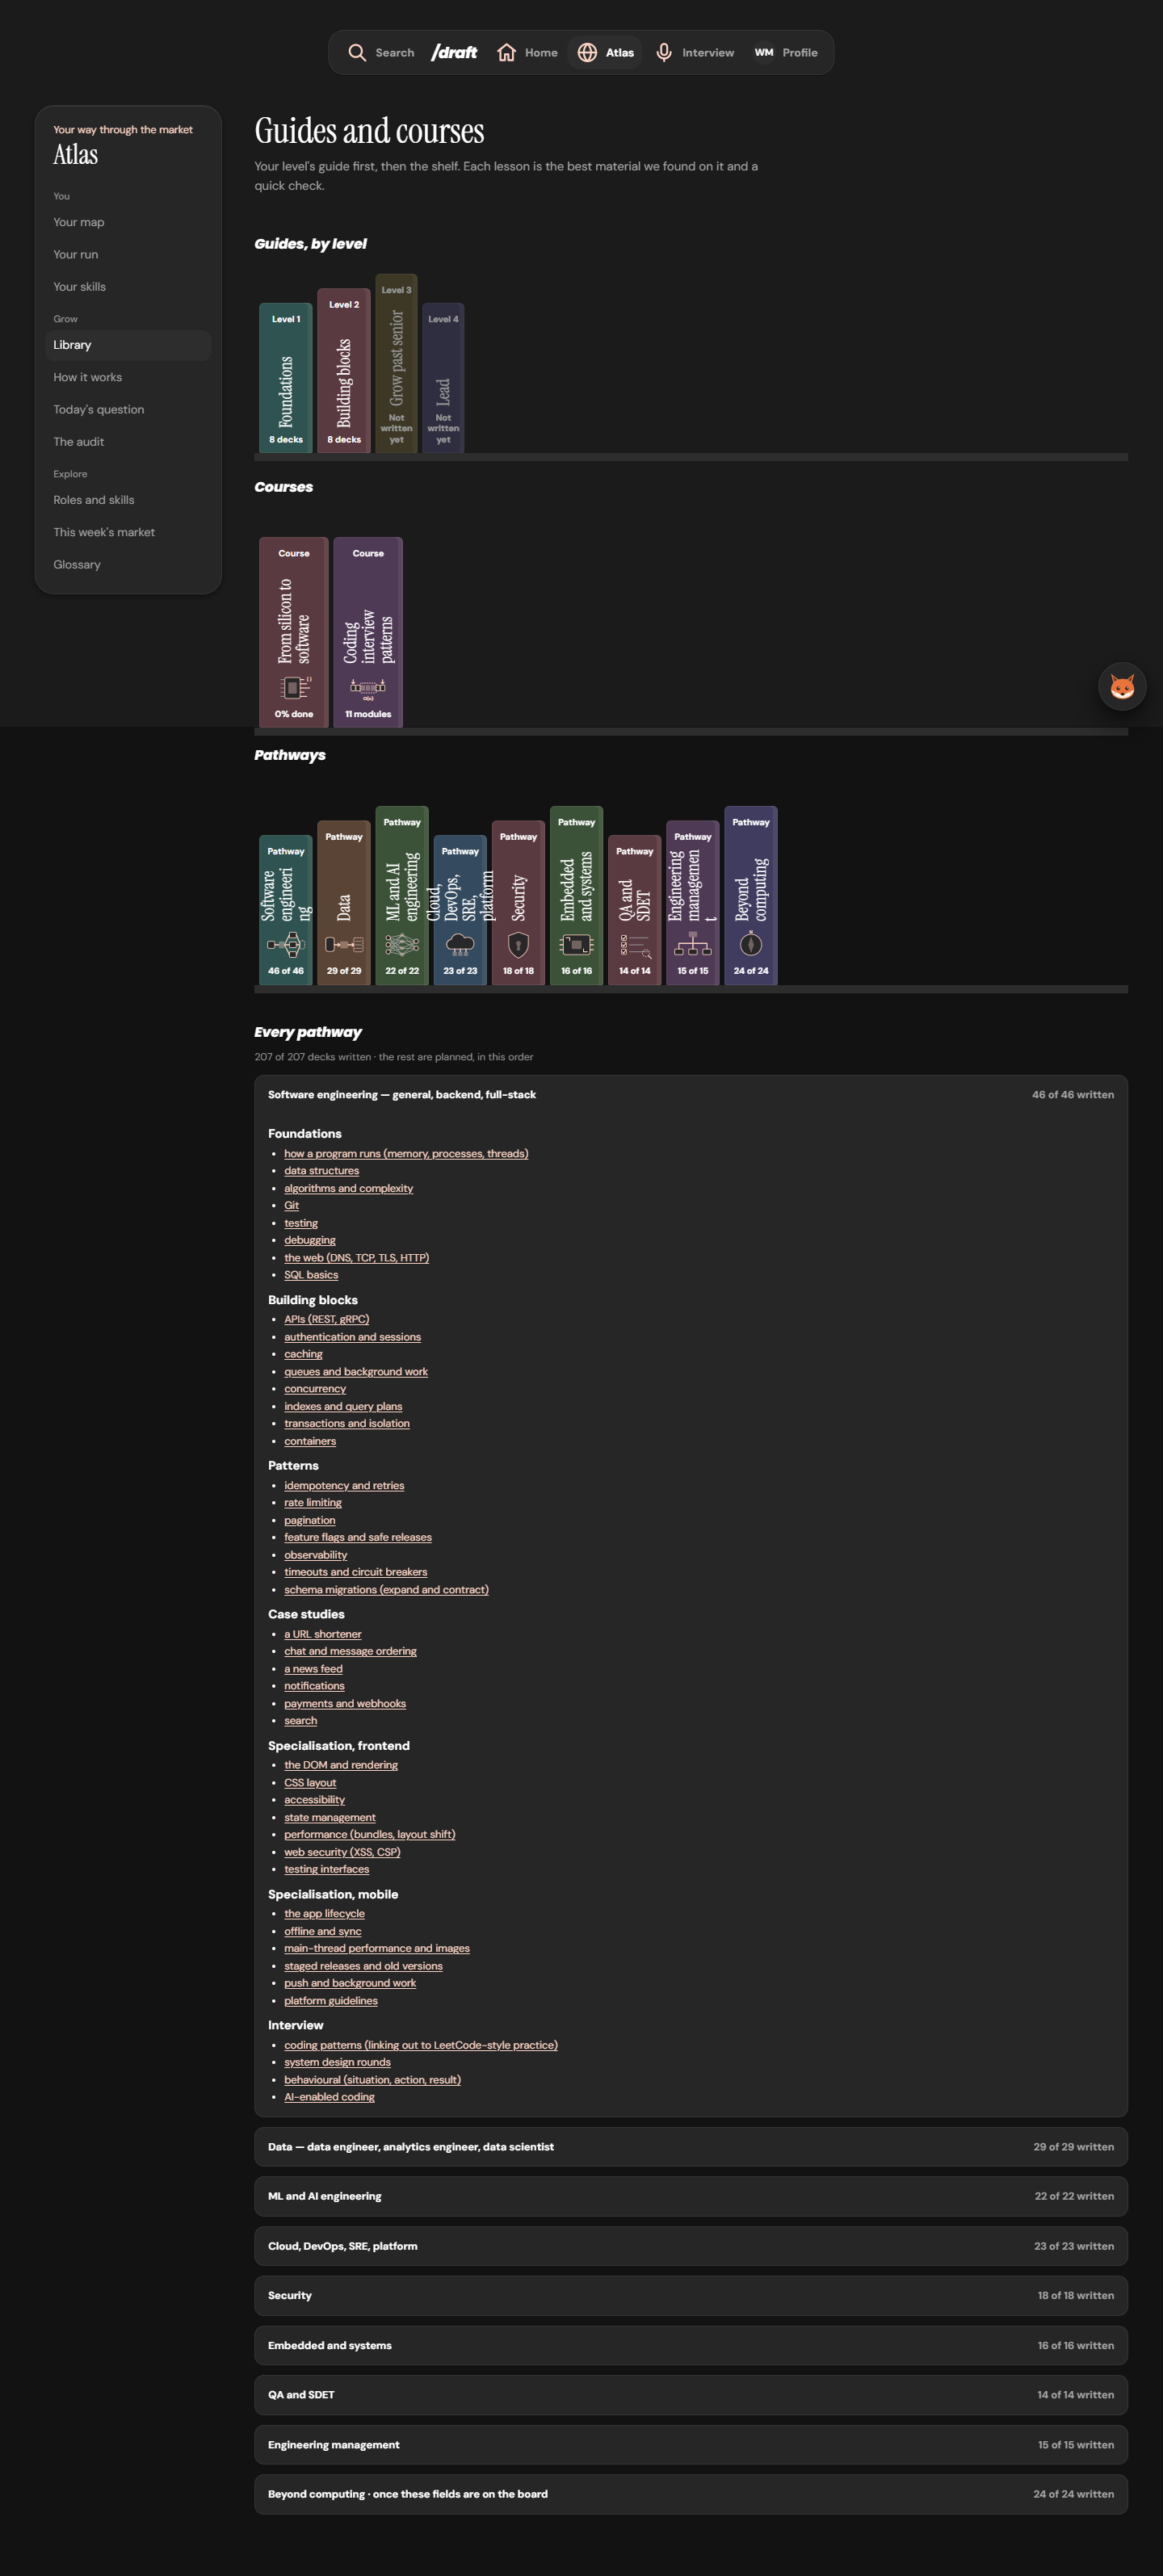 Search
/draft
Home
Atlas
Interview
WM
Profile
Your way through the market
Atlas
You
Your map
Your run
Your skills
Grow
Library
How it works
Today's question
The audit
Explore
Roles and skills
This week's market
Glossary
Guides and courses
Your level's guide first, then the shelf. Each lesson is the best material we found on it and a
quick check.
Guides, by level
Level 1
Foundations
8 decks
Level 2
Building blocks
8 decks
Level 3
Grow past senior
Not
written
yet
Level 4
Lead
Not
written
yet
Courses
Course
From silicon to
software
0% done
Course
Coding
interview
patterns
11 modules
Pathways
Pathway
Software
engineeri
ng
46 of 46
Pathway
Data
29 of 29
Pathway
ML and AI
engineering
22 of 22
Pathway
Cloud,
DevOps,
SRE,
platform
23 of 23
Pathway
Security
18 of 18
Pathway
Embedded
and systems
16 of 16
Pathway
QA and
SDET
14 of 14
Pathway
Engineering
managemen
t
15 of 15
Pathway
Beyond
computing
24 of 24
Every pathway
207 of 207 decks written · the rest are planned, in this order
Software engineering — general, backend, full-stack
46 of 46 written
Foundations
• how a program runs (memory, processes, threads)
• data structures
• algorithms and complexity
• Git
• testing
• debugging
• the web (DNS, TCP, TLS, HTTP)
• SQL basics
Building blocks
• APIs (REST, gRPC)
• authentication and sessions
• caching
• queues and background work
• concurrency
• indexes and query plans
• transactions and isolation
• containers
Patterns
• idempotency and retries
• rate limiting
• pagination
• feature flags and safe releases
• observability
• timeouts and circuit breakers
• schema migrations (expand and contract)
Case studies
• a URL shortener
• chat and message ordering
• a news feed
• notifications
• payments and webhooks
• search
Specialisation, frontend
• the DOM and rendering
• CSS layout
• accessibility
• state management
• performance (bundles, layout shift)
• web security (XSS, CSP)
• testing interfaces
Specialisation, mobile
• the app lifecycle
• offline and sync
• main-thread performance and images
• staged releases and old versions
• push and background work
• platform guidelines
Interview
• coding patterns (linking out to LeetCode-style practice)
• system design rounds
• behavioural (situation, action, result)
• AI-enabled coding
Data — data engineer, analytics engineer, data scientist
29 of 29 written
ML and AI engineering
22 of 22 written
Cloud, DevOps, SRE, platform
23 of 23 written
Security
18 of 18 written
Embedded and systems
16 of 16 written
QA and SDET
14 of 14 written
Engineering management
15 of 15 written
Beyond computing · once these fields are on the board
24 of 24 written